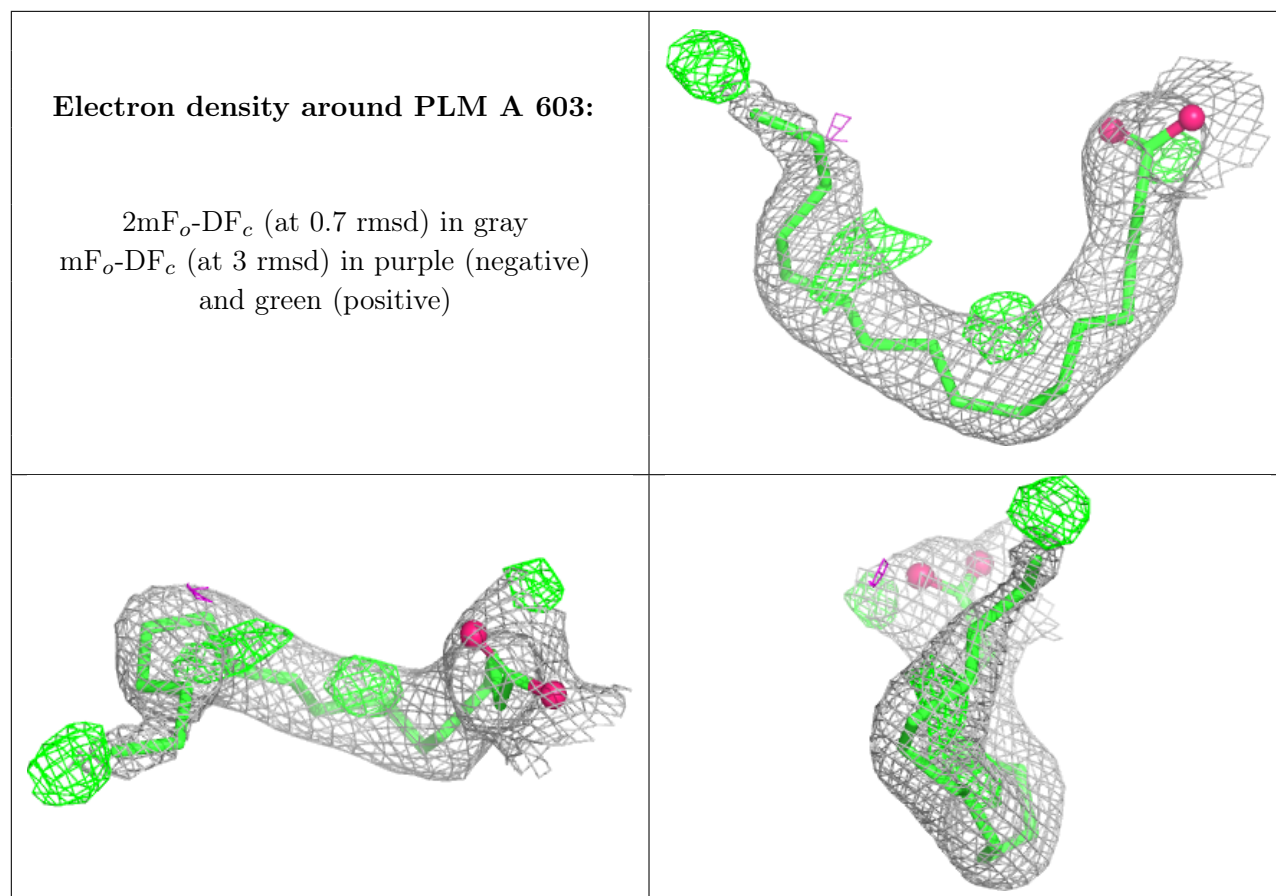 Electron density around PLM A 603:
2mFo-DFc (at 0.7 rmsd) in gray
mFo-DFc (at 3 rmsd) in purple (negative)
and green (positive)